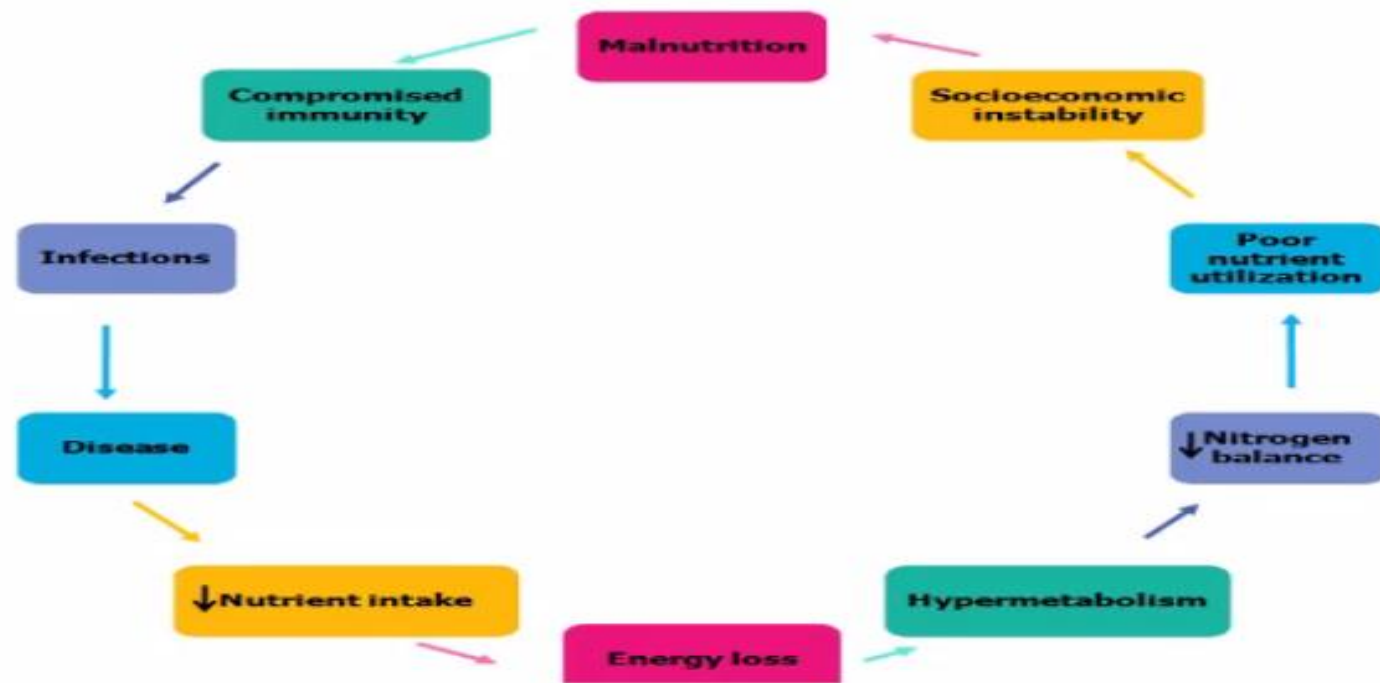 Malnutrition
Compromised
immunity
Socioeconomic
instability
Infections
Poor
nutrient
utilization
Disease
↓Nitrogen
balance
↓Nutrient intake
Hypermetabolism
Energy loss